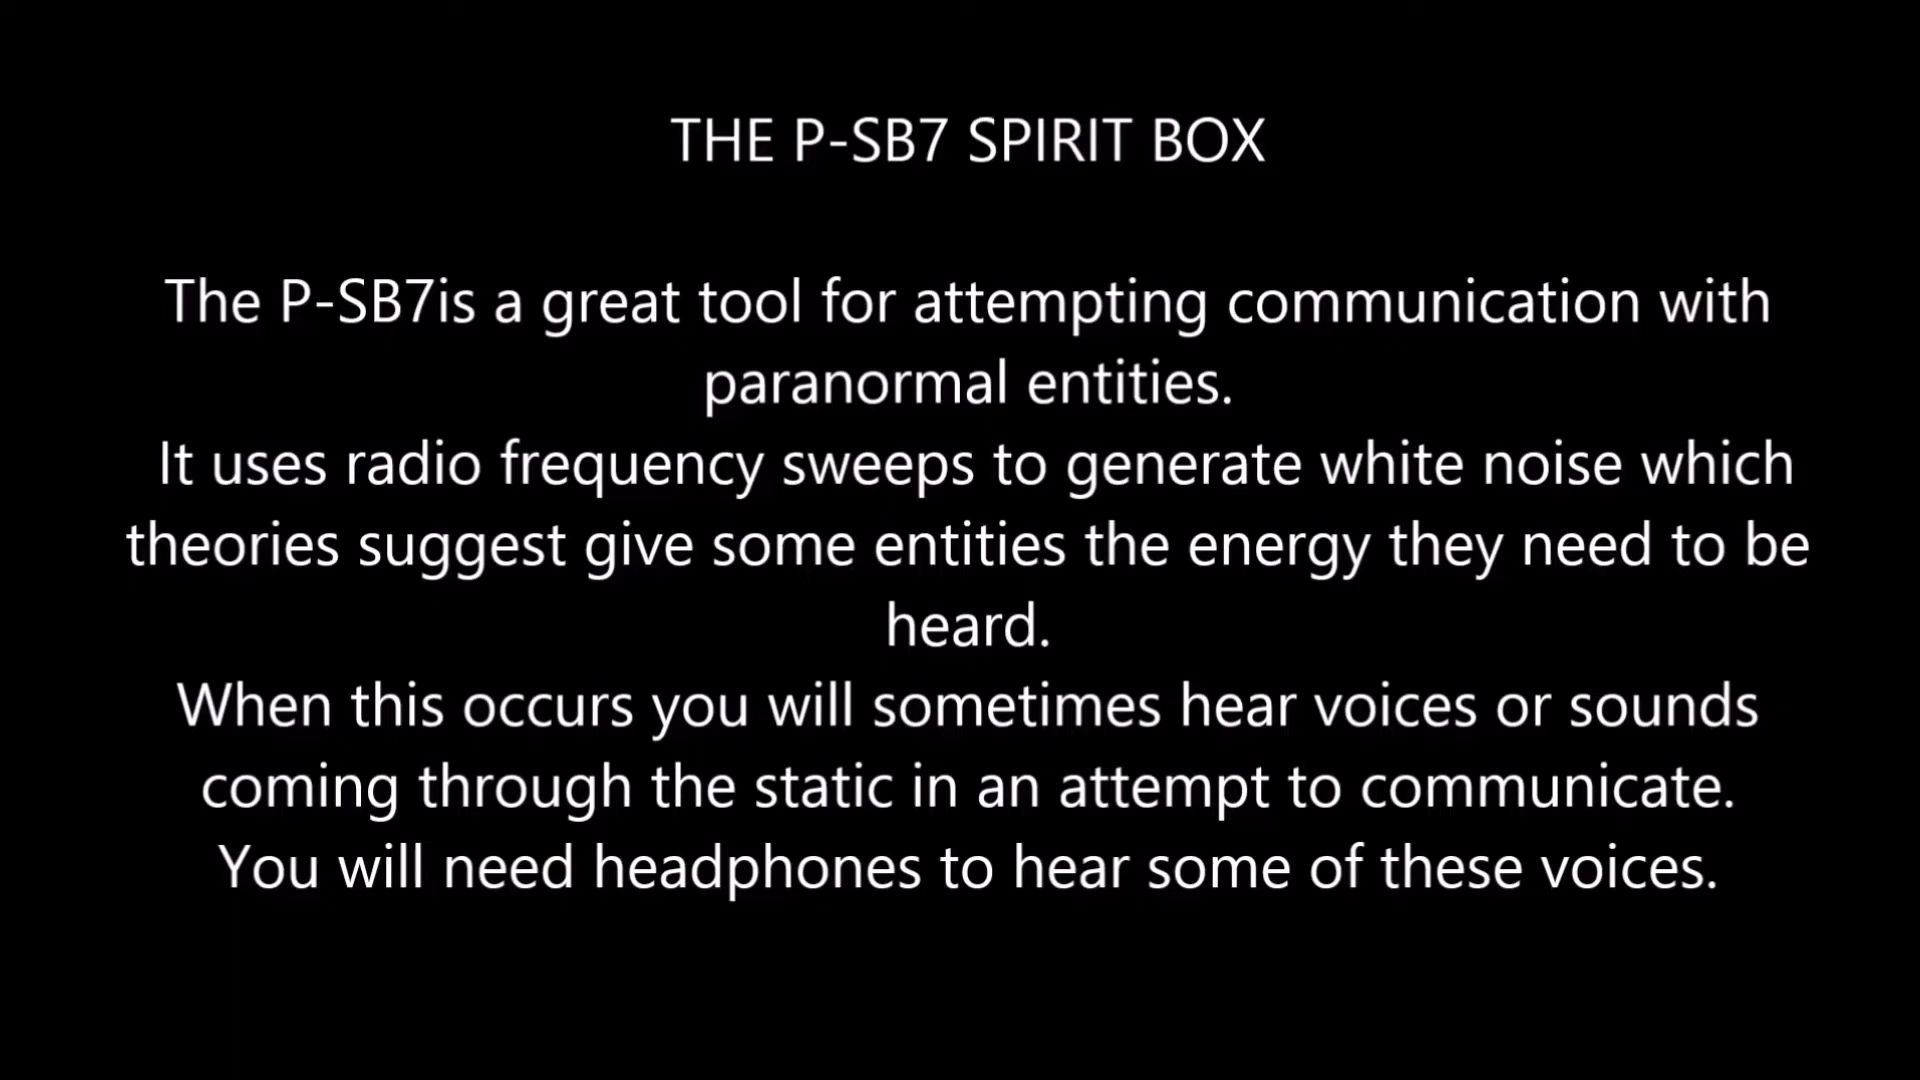 THE P-SB7 SPIRIT BOX
The P-SB7is a great tool for attempting communication with
paranormal entities.
It uses radio frequency sweeps to generate white noise which
theories suggest give some entities the energy they need to be
heard.
When this occurs you will sometimes hear voices or sounds
coming through the static in an attempt to communicate.
You will need headphones to hear some of these voices.